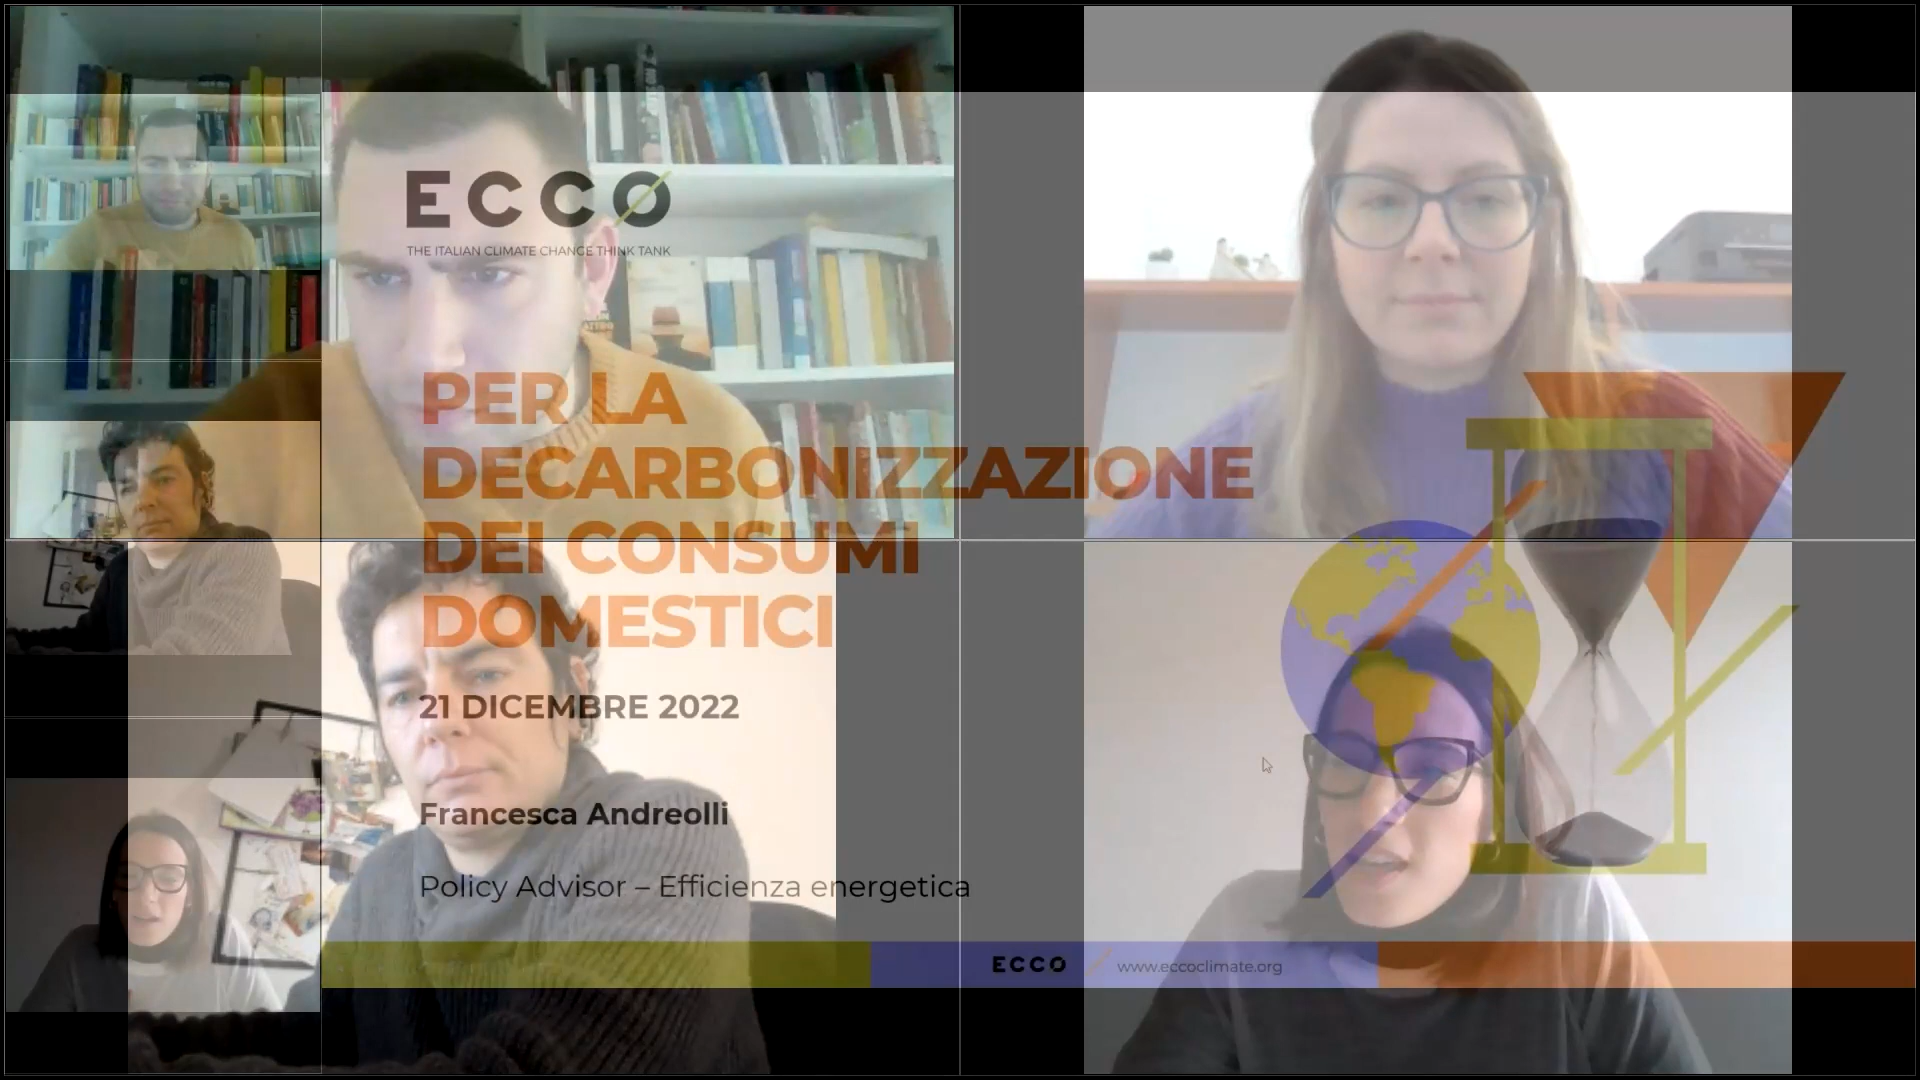 ECCO
THE ITALIAN CLIMATE CHANGE THINK TANK
PER LA
DECARBONIZZAZIONE
DEI CONSUMI
DOMESTICI
21 DICEMBRE 2022
Francesca Andreolli
Policy Advisor – Efficienza energetica
ECCO
www.eccoclimate.org